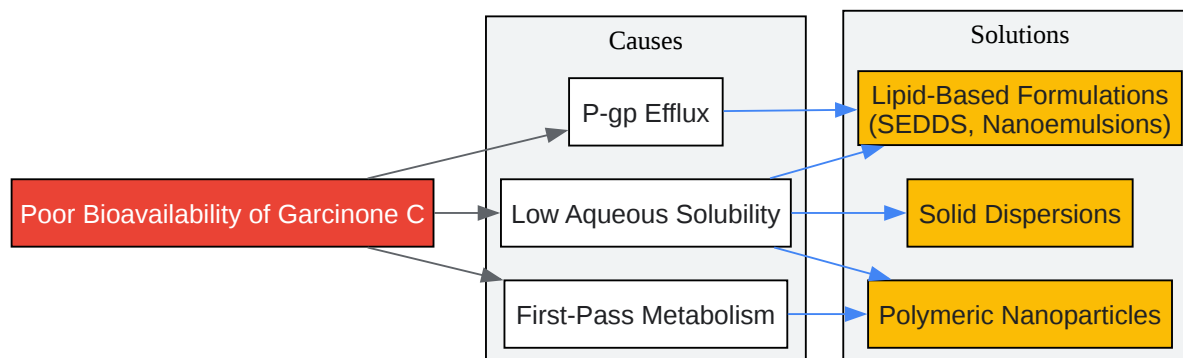 Causes
Solutions
P-gp Efflux
Lipid-Based Formulations
(SEDDS, Nanoemulsions)
Poor Bioavailability of Garcinone C
Low Aqueous Solubility
Solid Dispersions
First-Pass Metabolism
Polymeric Nanoparticles